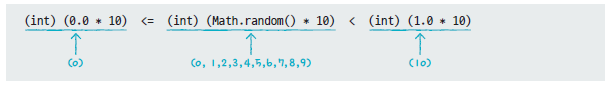 (int) (0.0 * 10) <= (int) (Math.random() * 10) < (int) (1.0 * 10)
(0) (0, 1,2,3,4,5,6,7,8,9) (10)